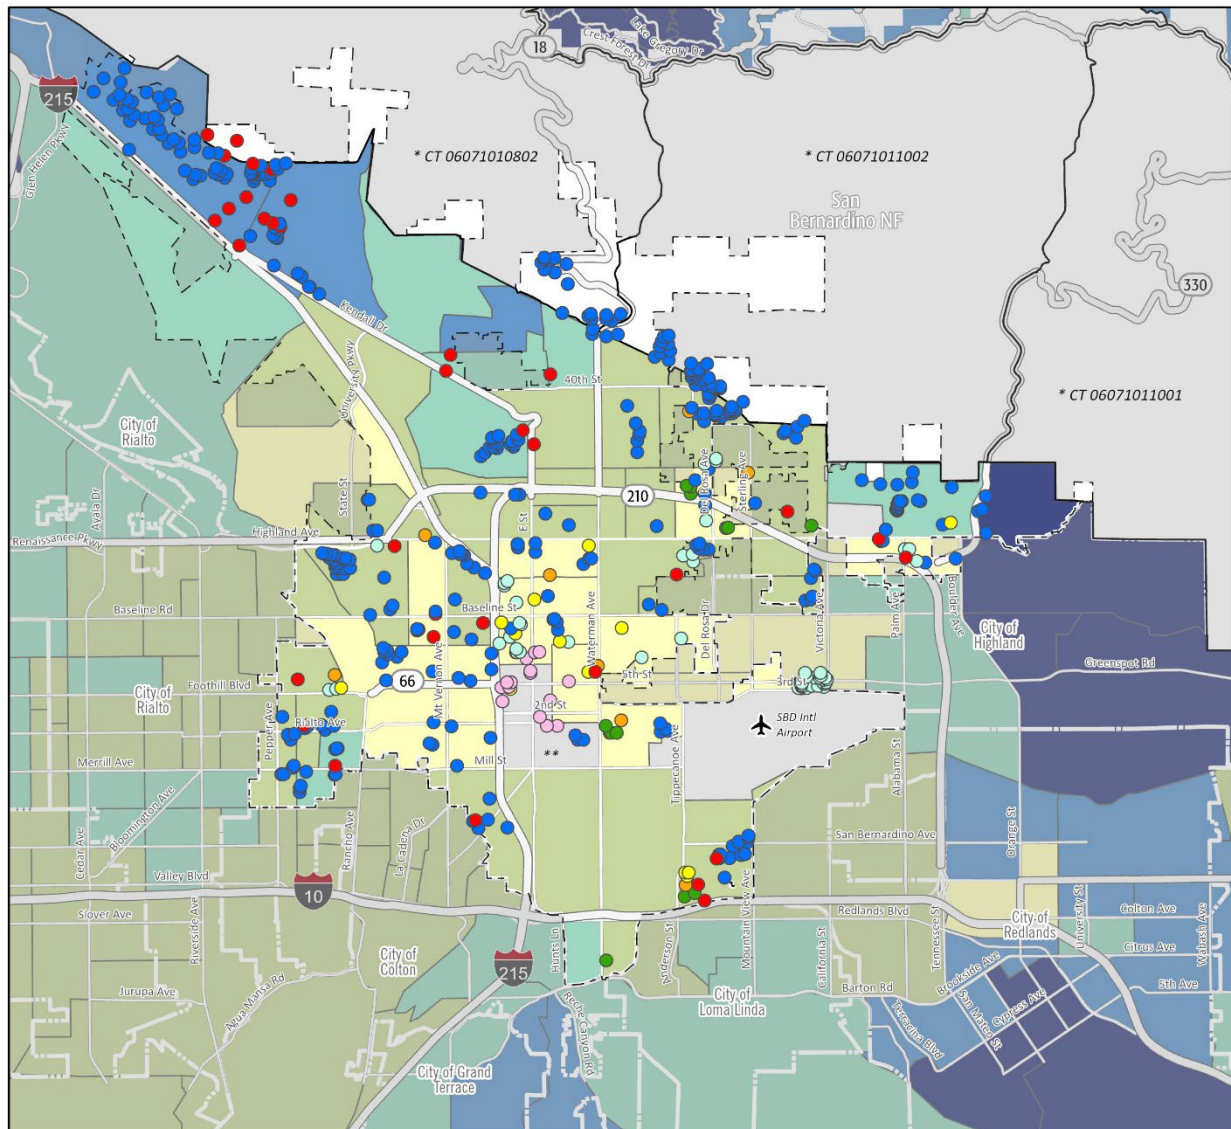 Lake Gregory Dr
Crest Forest Dr
18
215
Glen Helen Pkwy
* CT 06071010802
* CT 06071011002
San
Bernardino NF
330
Kendall Dr
University Pkwy
40th St
* CT 06071011001
City of
Rialto
Ayala Dr
State St
E St
210
Del Rosa Ave
Sterling Ave
Highland Ave
Renaissance Pkwy
Baseline Rd
Baseline St
Waterman Ave
Del Rosa Dr
Victoria Ave
Palm Ave
Boulder Ave
City of
Highland
Greenspot Rd
Mt Vernon Ave
Foothill Blvd
66
5th St
3rd St
City of
Rialto
Pepper Ave
Rialto Ave
2nd St
SBD Intl
Airport
Merrill Ave
Mill St
**
Tippecanoe Ave
Alabama St
Orange St
Cedar Ave
Bloomington Ave
Rancho Ave
La Cadena Dr
San Bernardino Ave
Valley Blvd
10
Mountain View Ave
Slover Ave
Riverside Ave
Redlands Blvd
Tennessee St
City of
Redlands
University St
Colton Ave
Wabash Ave
Citrus Ave
City of
Colton
215
Hunts Ln
Anderson St
California St
Brookside Ave
5th Ave
Jurupa Ave
Agua Mansa Rd
Reche Canyon Rd
City of
Loma Linda
Barton Rd
Terracina Blvd
San Mateo St
Cypress Ave
City of Grand
Terrace